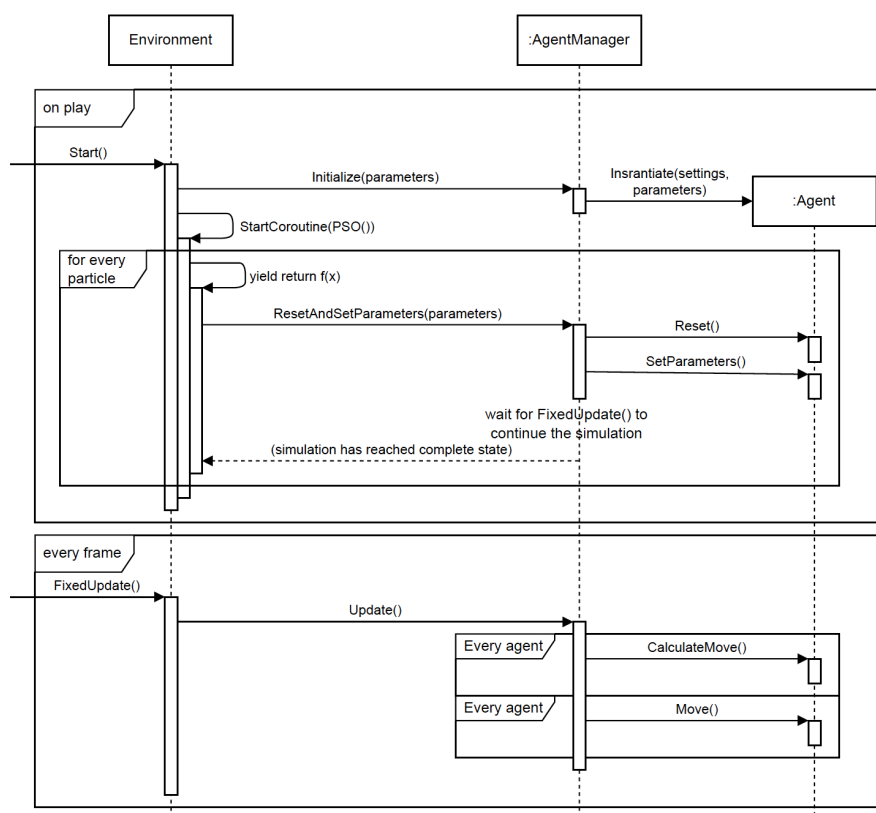 Environment
:AgentManager
on play
Start()
Initialize(parameters)
Insrantiate(settings,
parameters)
:Agent
StartCoroutine(PSO())
for every
particle
yield return f(x)
ResetAndSetParameters(parameters)
Reset()
SetParameters()
wait for FixedUpdate() to
continue the simulation
(simulation has reached complete state)
every frame
FixedUpdate()
Update()
Every agent
CalculateMove()
Every agent
Move()